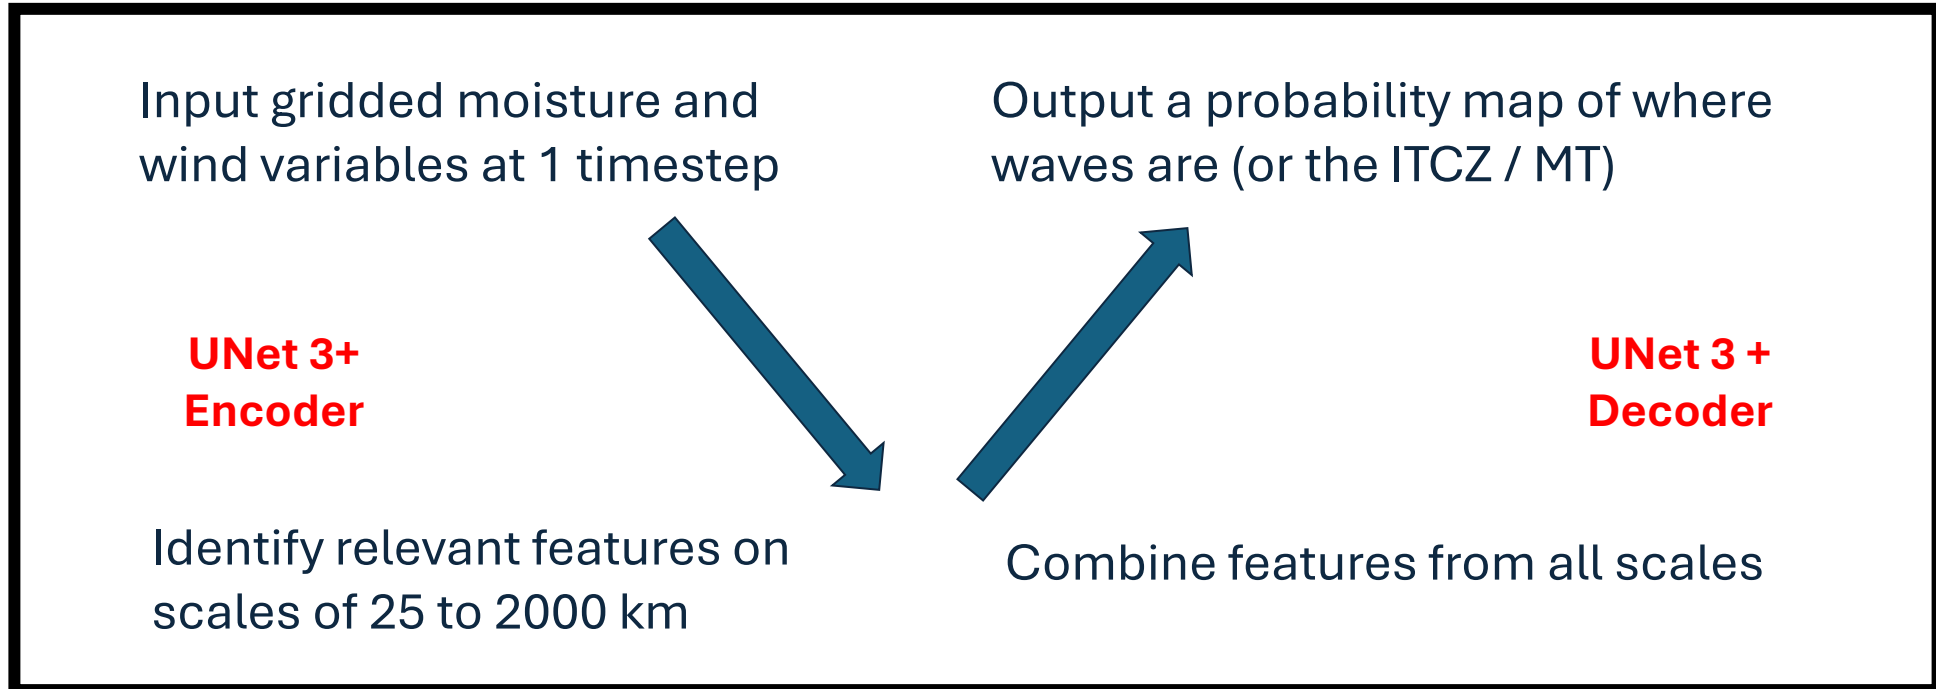 Input gridded moisture and
wind variables at 1 timestep
Output a probability map of where
waves are (or the ITCZ / MT)
UNet 3+
Encoder
UNet 3 +
Decoder
Identify relevant features on
scales of 25 to 2000 km
Combine features from all scales